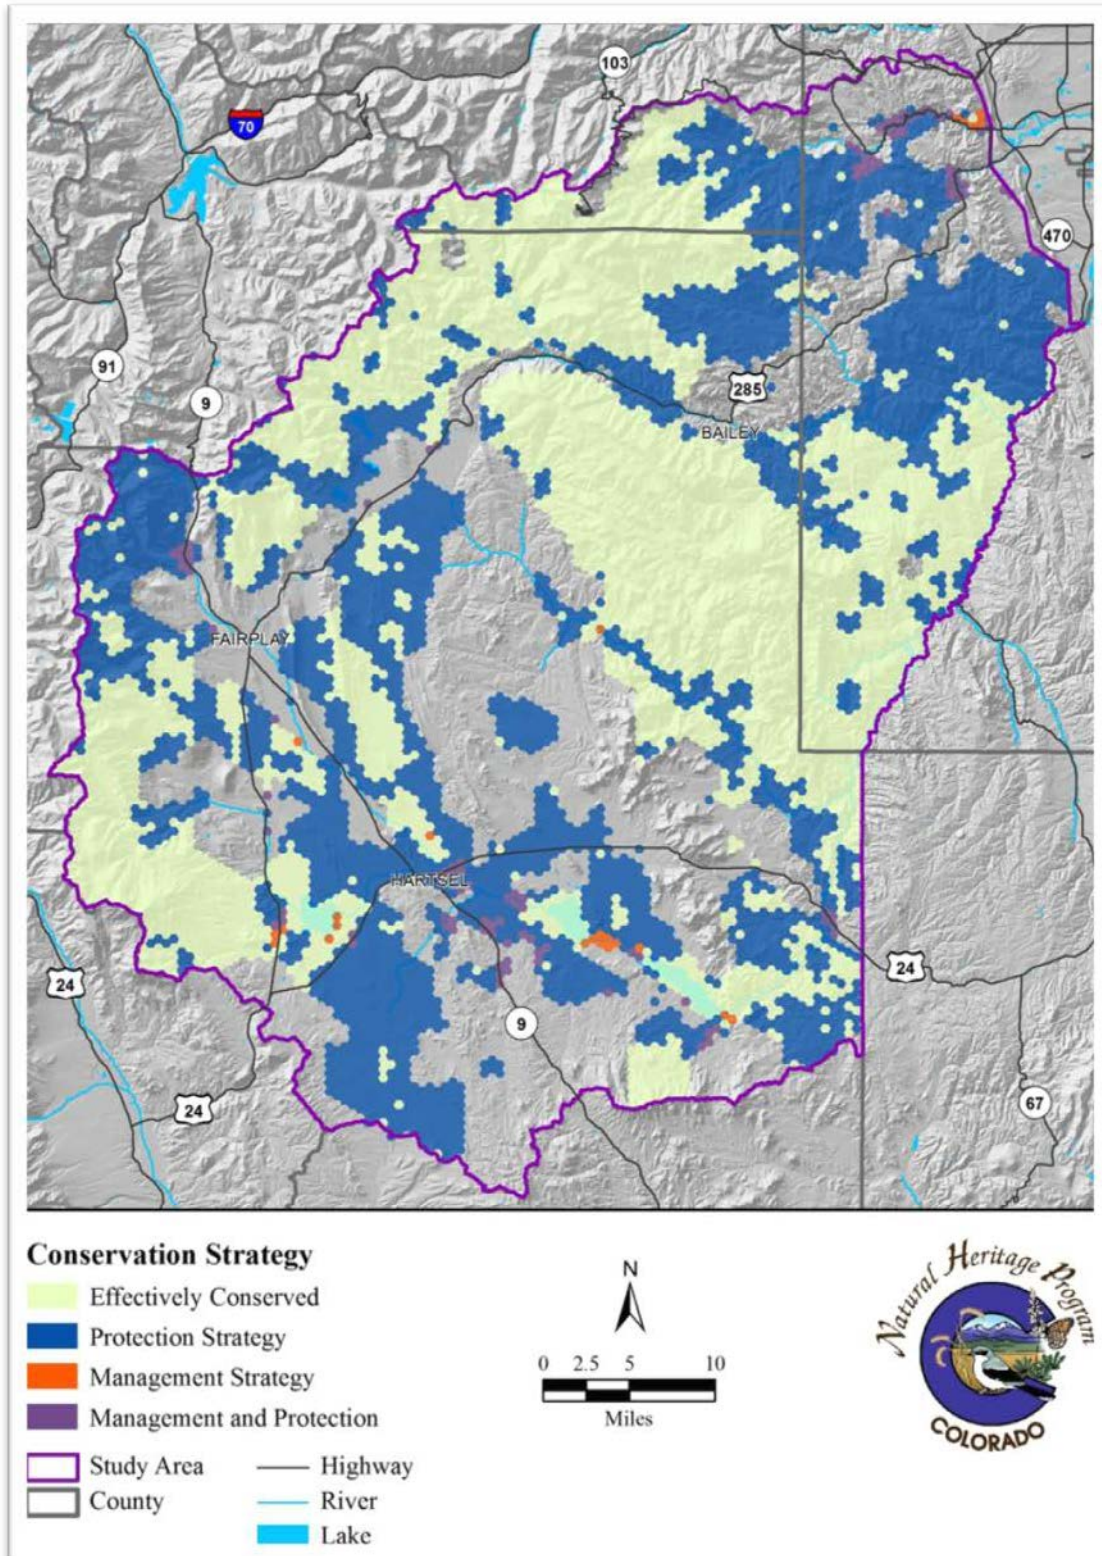 103
70
470
91
9
285
BAILEY
FAIRPLAY
HARTSEL
24
24
9
24
67
Conservation Strategy
Effectively Conserved
Protection Strategy
Management Strategy
Management and Protection
Study Area
County
Highway
River
Lake
N
0 2.5 5 10
Miles
Natural Heritage Program
COLORADO